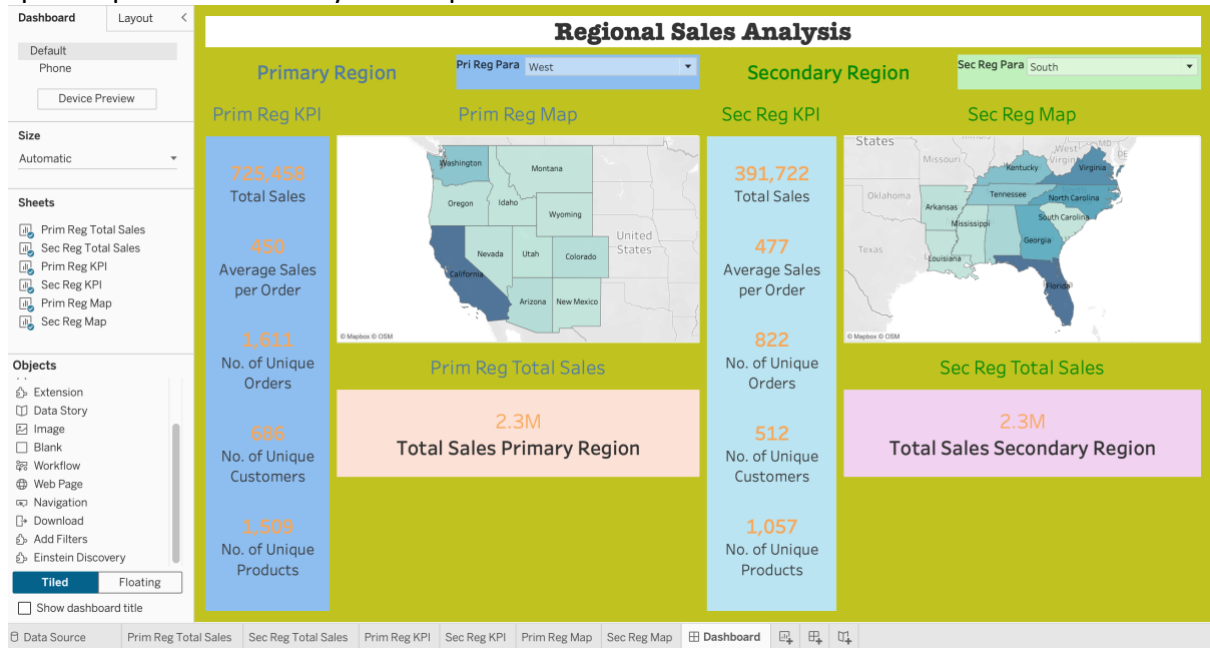 Dashboard
Layout
<
Default
Phone
Device Preview
Size
Automatic
Sheets
Prim Reg Total Sales
Sec Reg Total Sales
Prim Reg KPI
Sec Reg KPI
Prim Reg Map
Sec Reg Map
Objects
Extension
Data Story
Image
Blank
Workflow
Web Page
Navigation
Download
Add Filters
Einstein Discovery
Tiled
Floating
Show dashboard title
Regional Sales Analysis
Primary Region
Pri Reg Para
West
Secondary Region
Sec Reg Para
South
Prim Reg KPI
725,458
Total Sales
450
Average Sales
per Order
1,611
No. of Unique
Orders
686
No. of Unique
Customers
1,509
No. of Unique
Products
Prim Reg Map
Washington
Montana
Oregon
Idaho
Wyoming
United
States
Nevada
Utah
Colorado
California
Arizona
New Mexico
© Mapbox © OSM
Prim Reg Total Sales
2.3M
Total Sales Primary Region
Sec Reg KPI
391,722
Total Sales
477
Average Sales
per Order
822
No. of Unique
Orders
512
No. of Unique
Customers
1,057
No. of Unique
Products
Sec Reg Map
States
West
MD
DE
Missouri
Kentucky
Virginia
Oklahoma
Tennessee
North Carolina
Arkansas
South Carolina
Mississippi
Georgia
Texas
Louisiana
Florida
© Mapbox © OSM
Sec Reg Total Sales
2.3M
Total Sales Secondary Region
Data Source
Prim Reg Total Sales
Sec Reg Total Sales
Prim Reg KPI
Sec Reg KPI
Prim Reg Map
Sec Reg Map
Dashboard